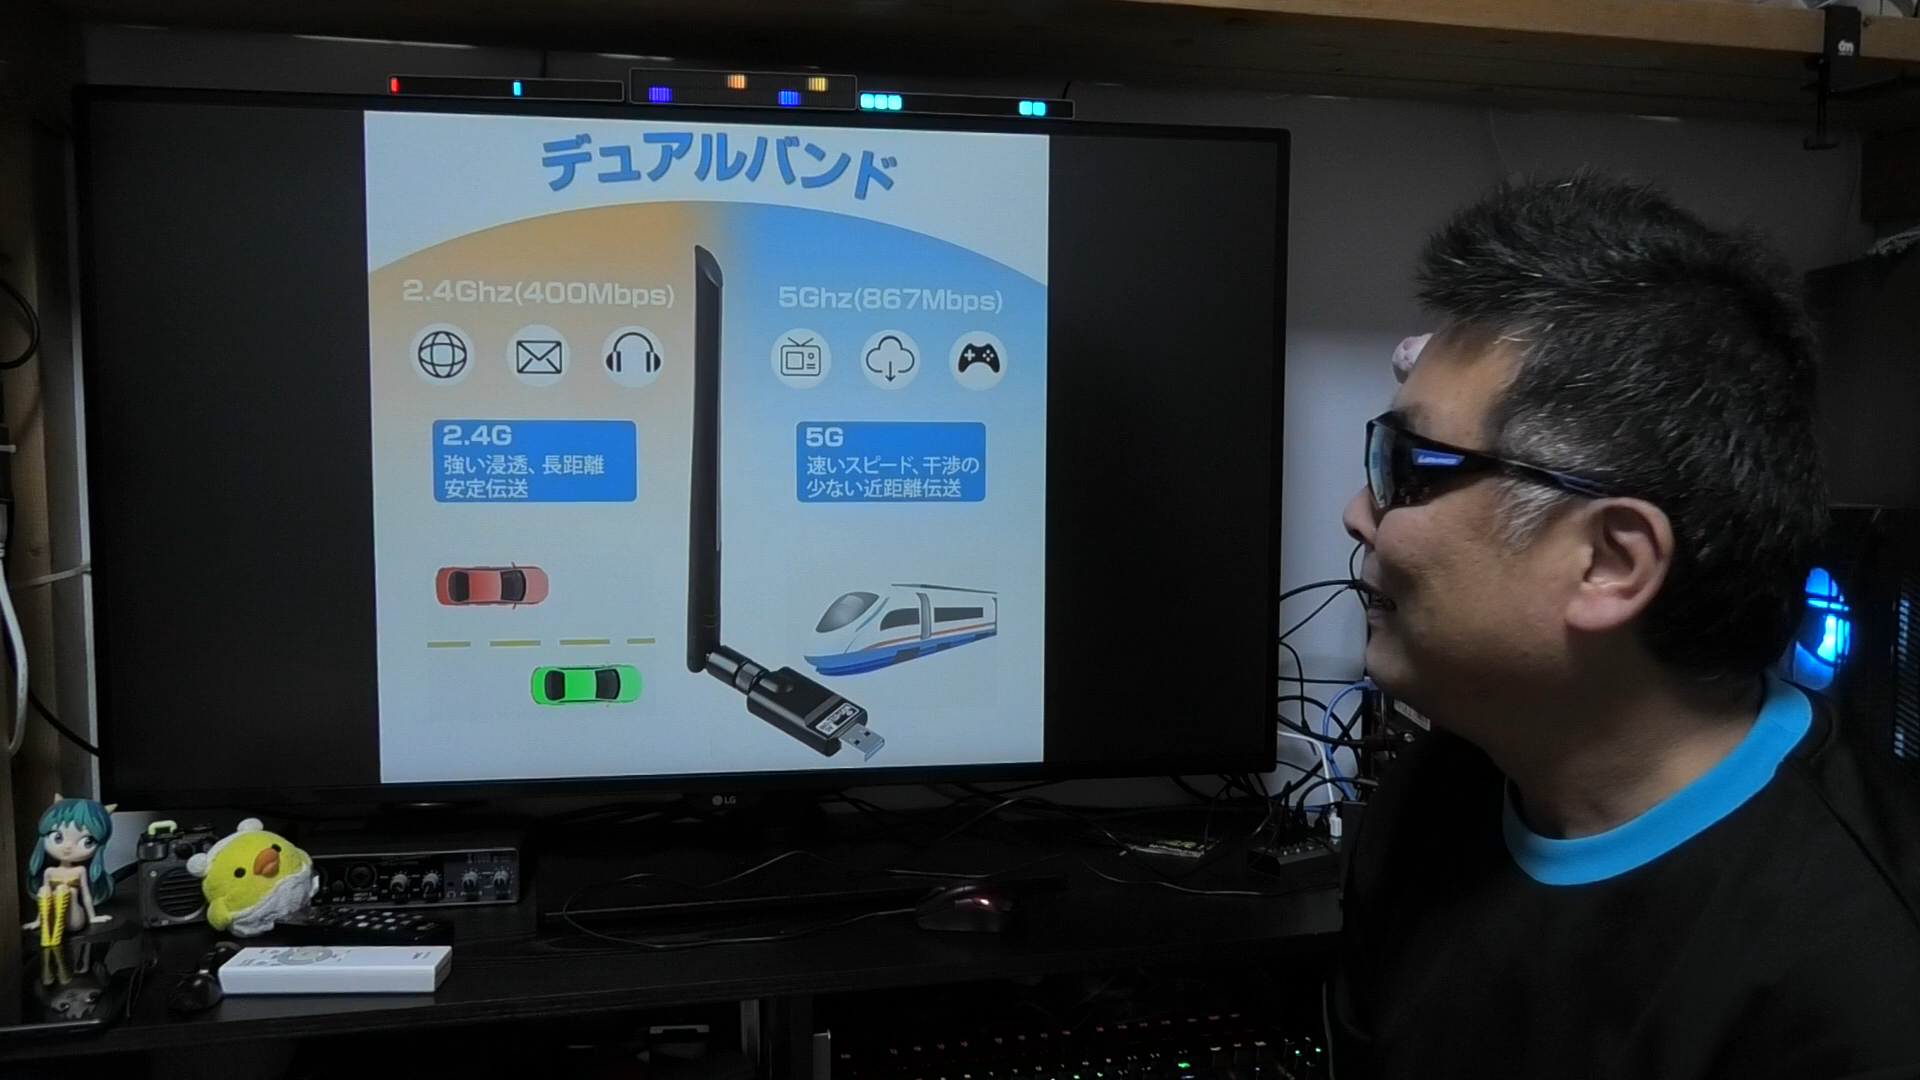 デュアルバンド
2.4Ghz(400Mbps)
5Ghz(867Mbps)
2.4G
強い浸透、長距離
安定伝送
5G
速いスピード、干渉の
少ない近距離伝送
LG